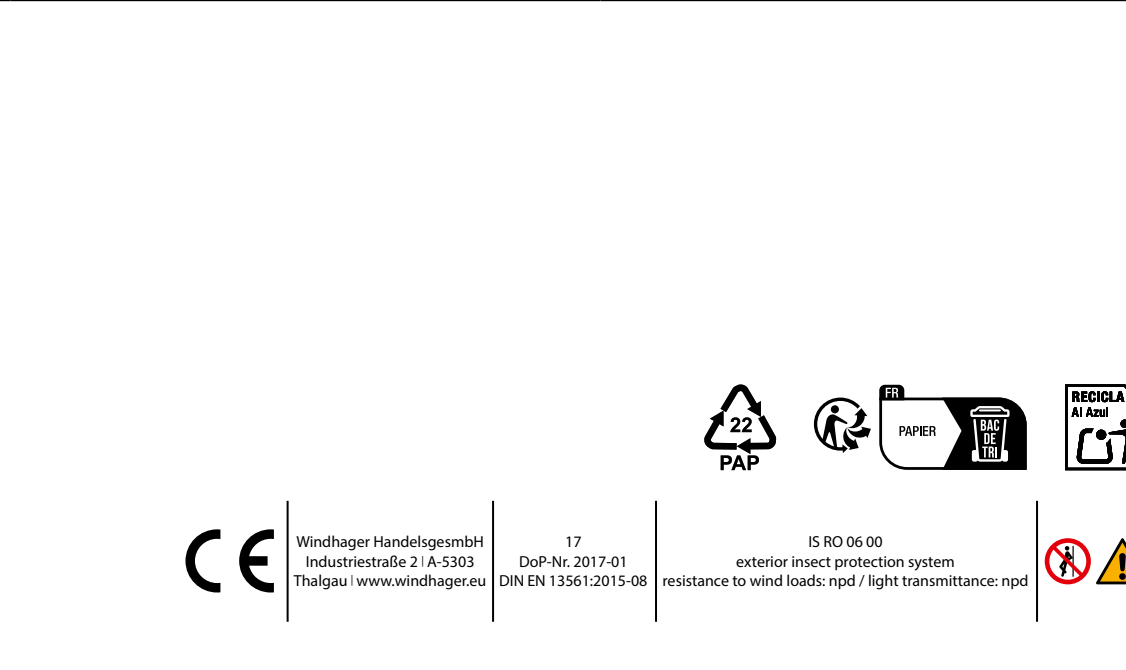 22
PAP
FR
PAPIER
BAC
DE
TRI
RECICLA
Al Azul
CE
Windhager HandelsgesmbH
Industriestraße 2 | A-5303
Thalgau | www.windhager.eu
17
DoP-Nr. 2017-01
DIN EN 13561:2015-08
IS RO 06 00
exterior insect protection system
resistance to wind loads: npd / light transmittance: npd